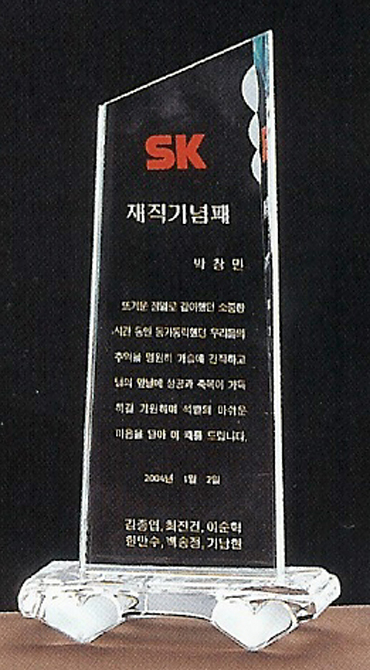 SK
재직기념패
박 창 민
뜨거운 정열로 같이했던 소중한
시간 동안 동가동락했던 우리들의
추억을 영원히 가슴에 간직하고
님의 앞날에 성공과 축복이 가득
하길 기원하며 석별의 아쉬운
마음을 담아 이 패를 드립니다.
2004년 1월 2일
김종엽, 최진건, 이순혁
한만수, 백승정, 기남현